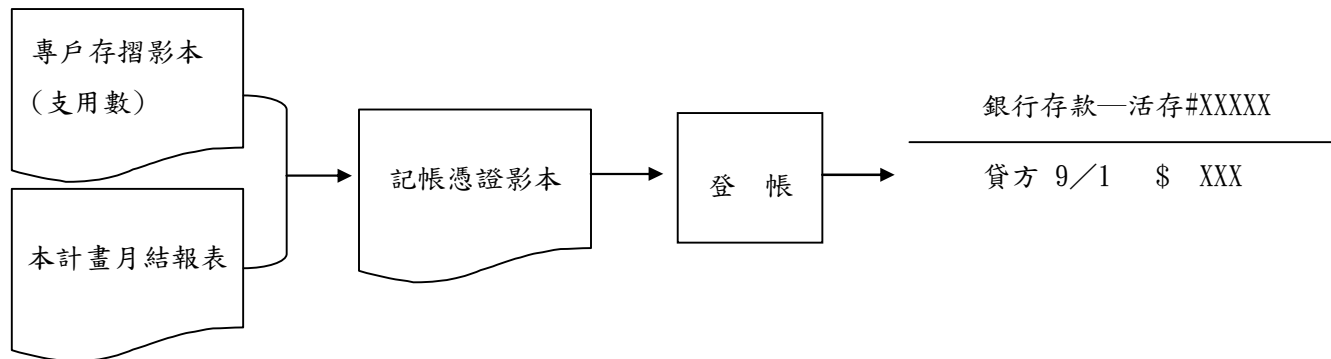 專戶存摺影本
(支用數)
本計畫月結報表
記帳憑證影本
登　帳
銀行存款—活存#XXXXX
貸方 9／1　$　XXX